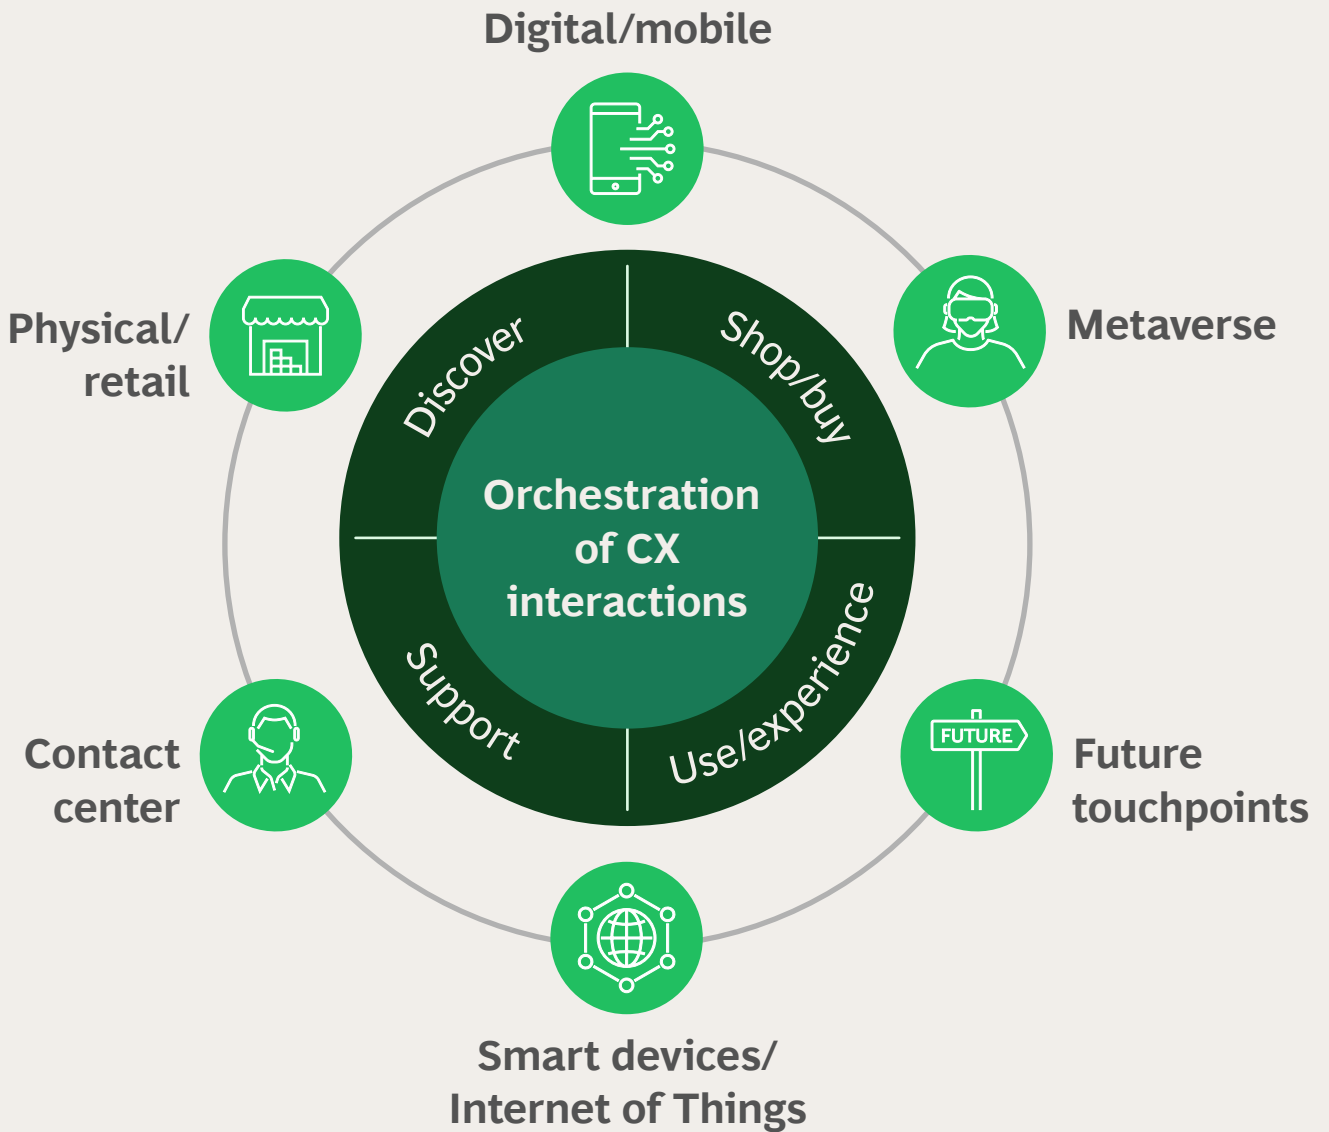 Digital/mobile
Physical/
retail
Metaverse
Discover
Shop/buy
Orchestration
of CX
interactions
Support
Use/experience
Contact
center
FUTURE
Future
touchpoints
Smart devices/
Internet of Things